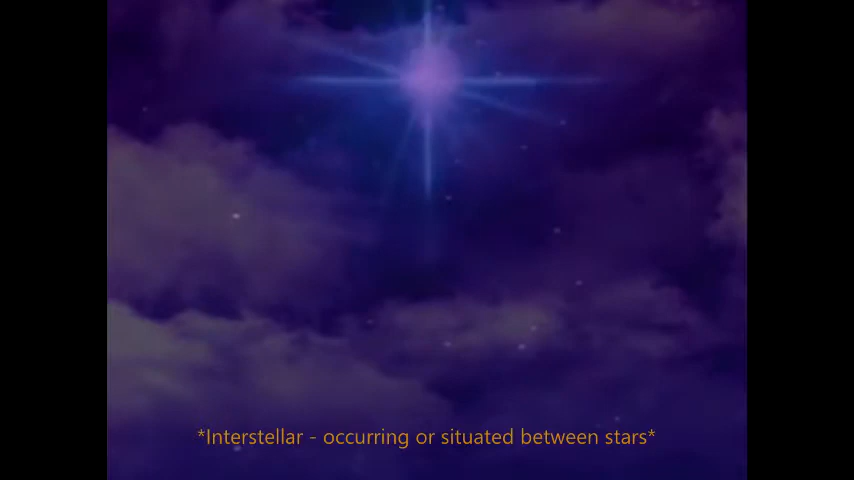 *Interstellar - occurring or situated between stars*